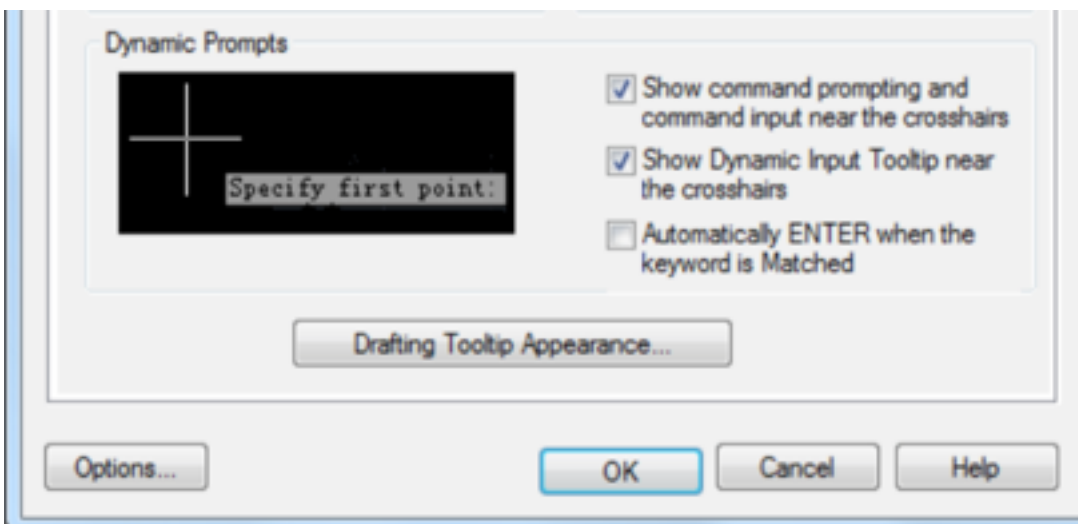 Dynamic Prompts
Specify first point:
Show command prompting and
command input near the crosshairs
Show Dynamic Input Tooltip near
the crosshairs
Automatically ENTER when the
keyword is Matched
Drafting Tooltip Appearance...
Options...
OK
Cancel
Help